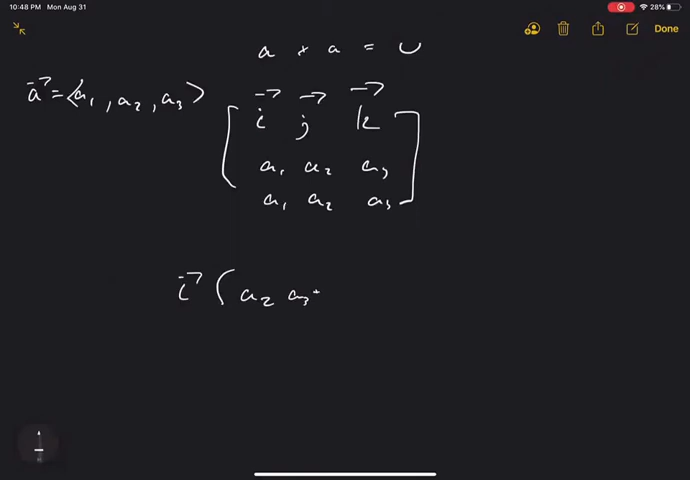 10:48 PM Mon Aug 31
28%
Done
a × a = 0
a⃗ = <a₁, a₂, a₃>
i⃗ j⃗ k⃗
a₁ a₂ a₃
a₁ a₂ a₃
i⃗ ( a₂ a₃